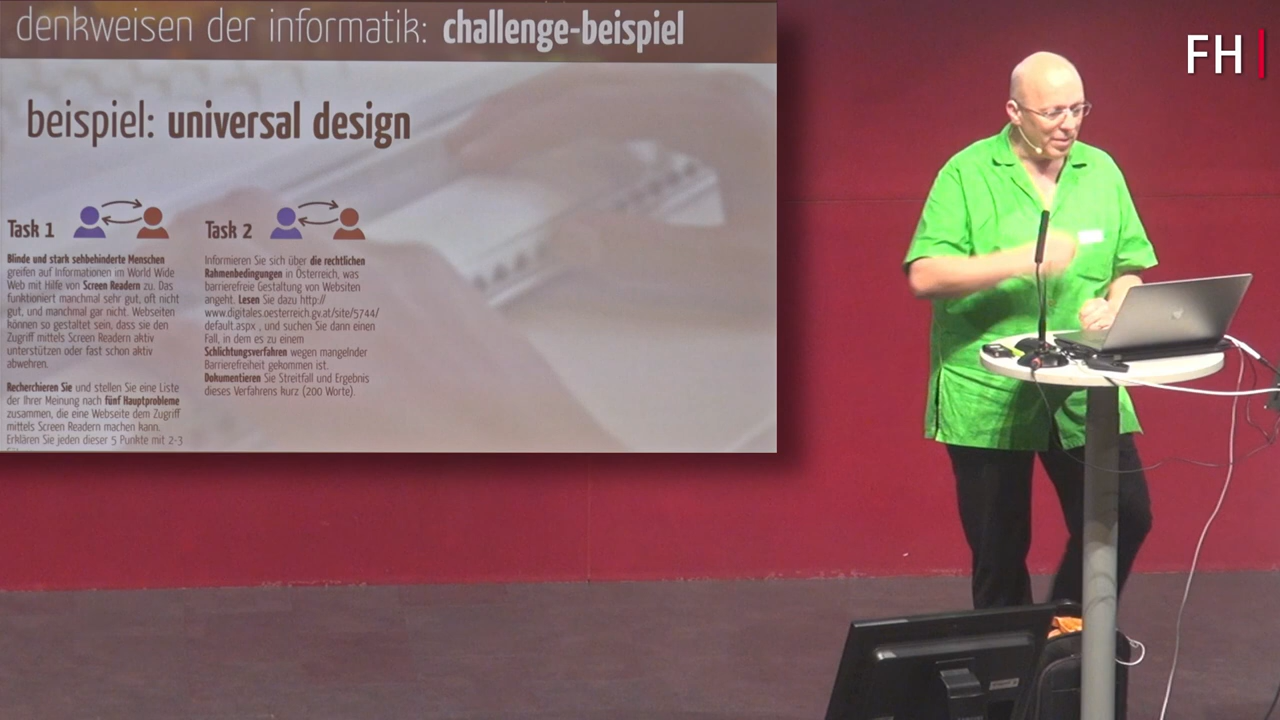 denkweisen der informatik: challenge-beispiel
FH
beispiel: universal design
Task 1
Blinde und stark sehbehinderte Menschen
greifen auf Informationen im World Wide
Web mit Hilfe von Screen Readern zu. Das
funktioniert manchmal sehr gut, oft nicht
gut, und manchmal gar nicht. Webseiten
können so gestaltet sein, dass sie den
Zugriff mittels Screen Readern aktiv
unterstützen oder fast schon aktiv
abwehren.
Recherchieren Sie und stellen Sie eine Liste
der Ihrer Meinung nach fünf Hauptprobleme
zusammen, die eine Webseite dem Zugriff
mittels Screen Readern machen kann.
Erklären Sie jeden dieser 5 Punkte mit 2-3
Task 2
Informieren Sie sich über die rechtlichen
Rahmenbedingungen in Österreich, was
barrierefreie Gestaltung von Websiten
angeht. Lesen Sie dazu http://
www.digitales.oesterreich.gv.at/site/5744/
default.aspx , und suchen Sie dann einen
Fall, in dem es zu einem
Schlichtungsverfahren wegen mangelnder
Barrierefreiheit gekommen ist.
Dokumentieren Sie Streitfall und Ergebnis
dieses Verfahrens kurz (200 Worte).